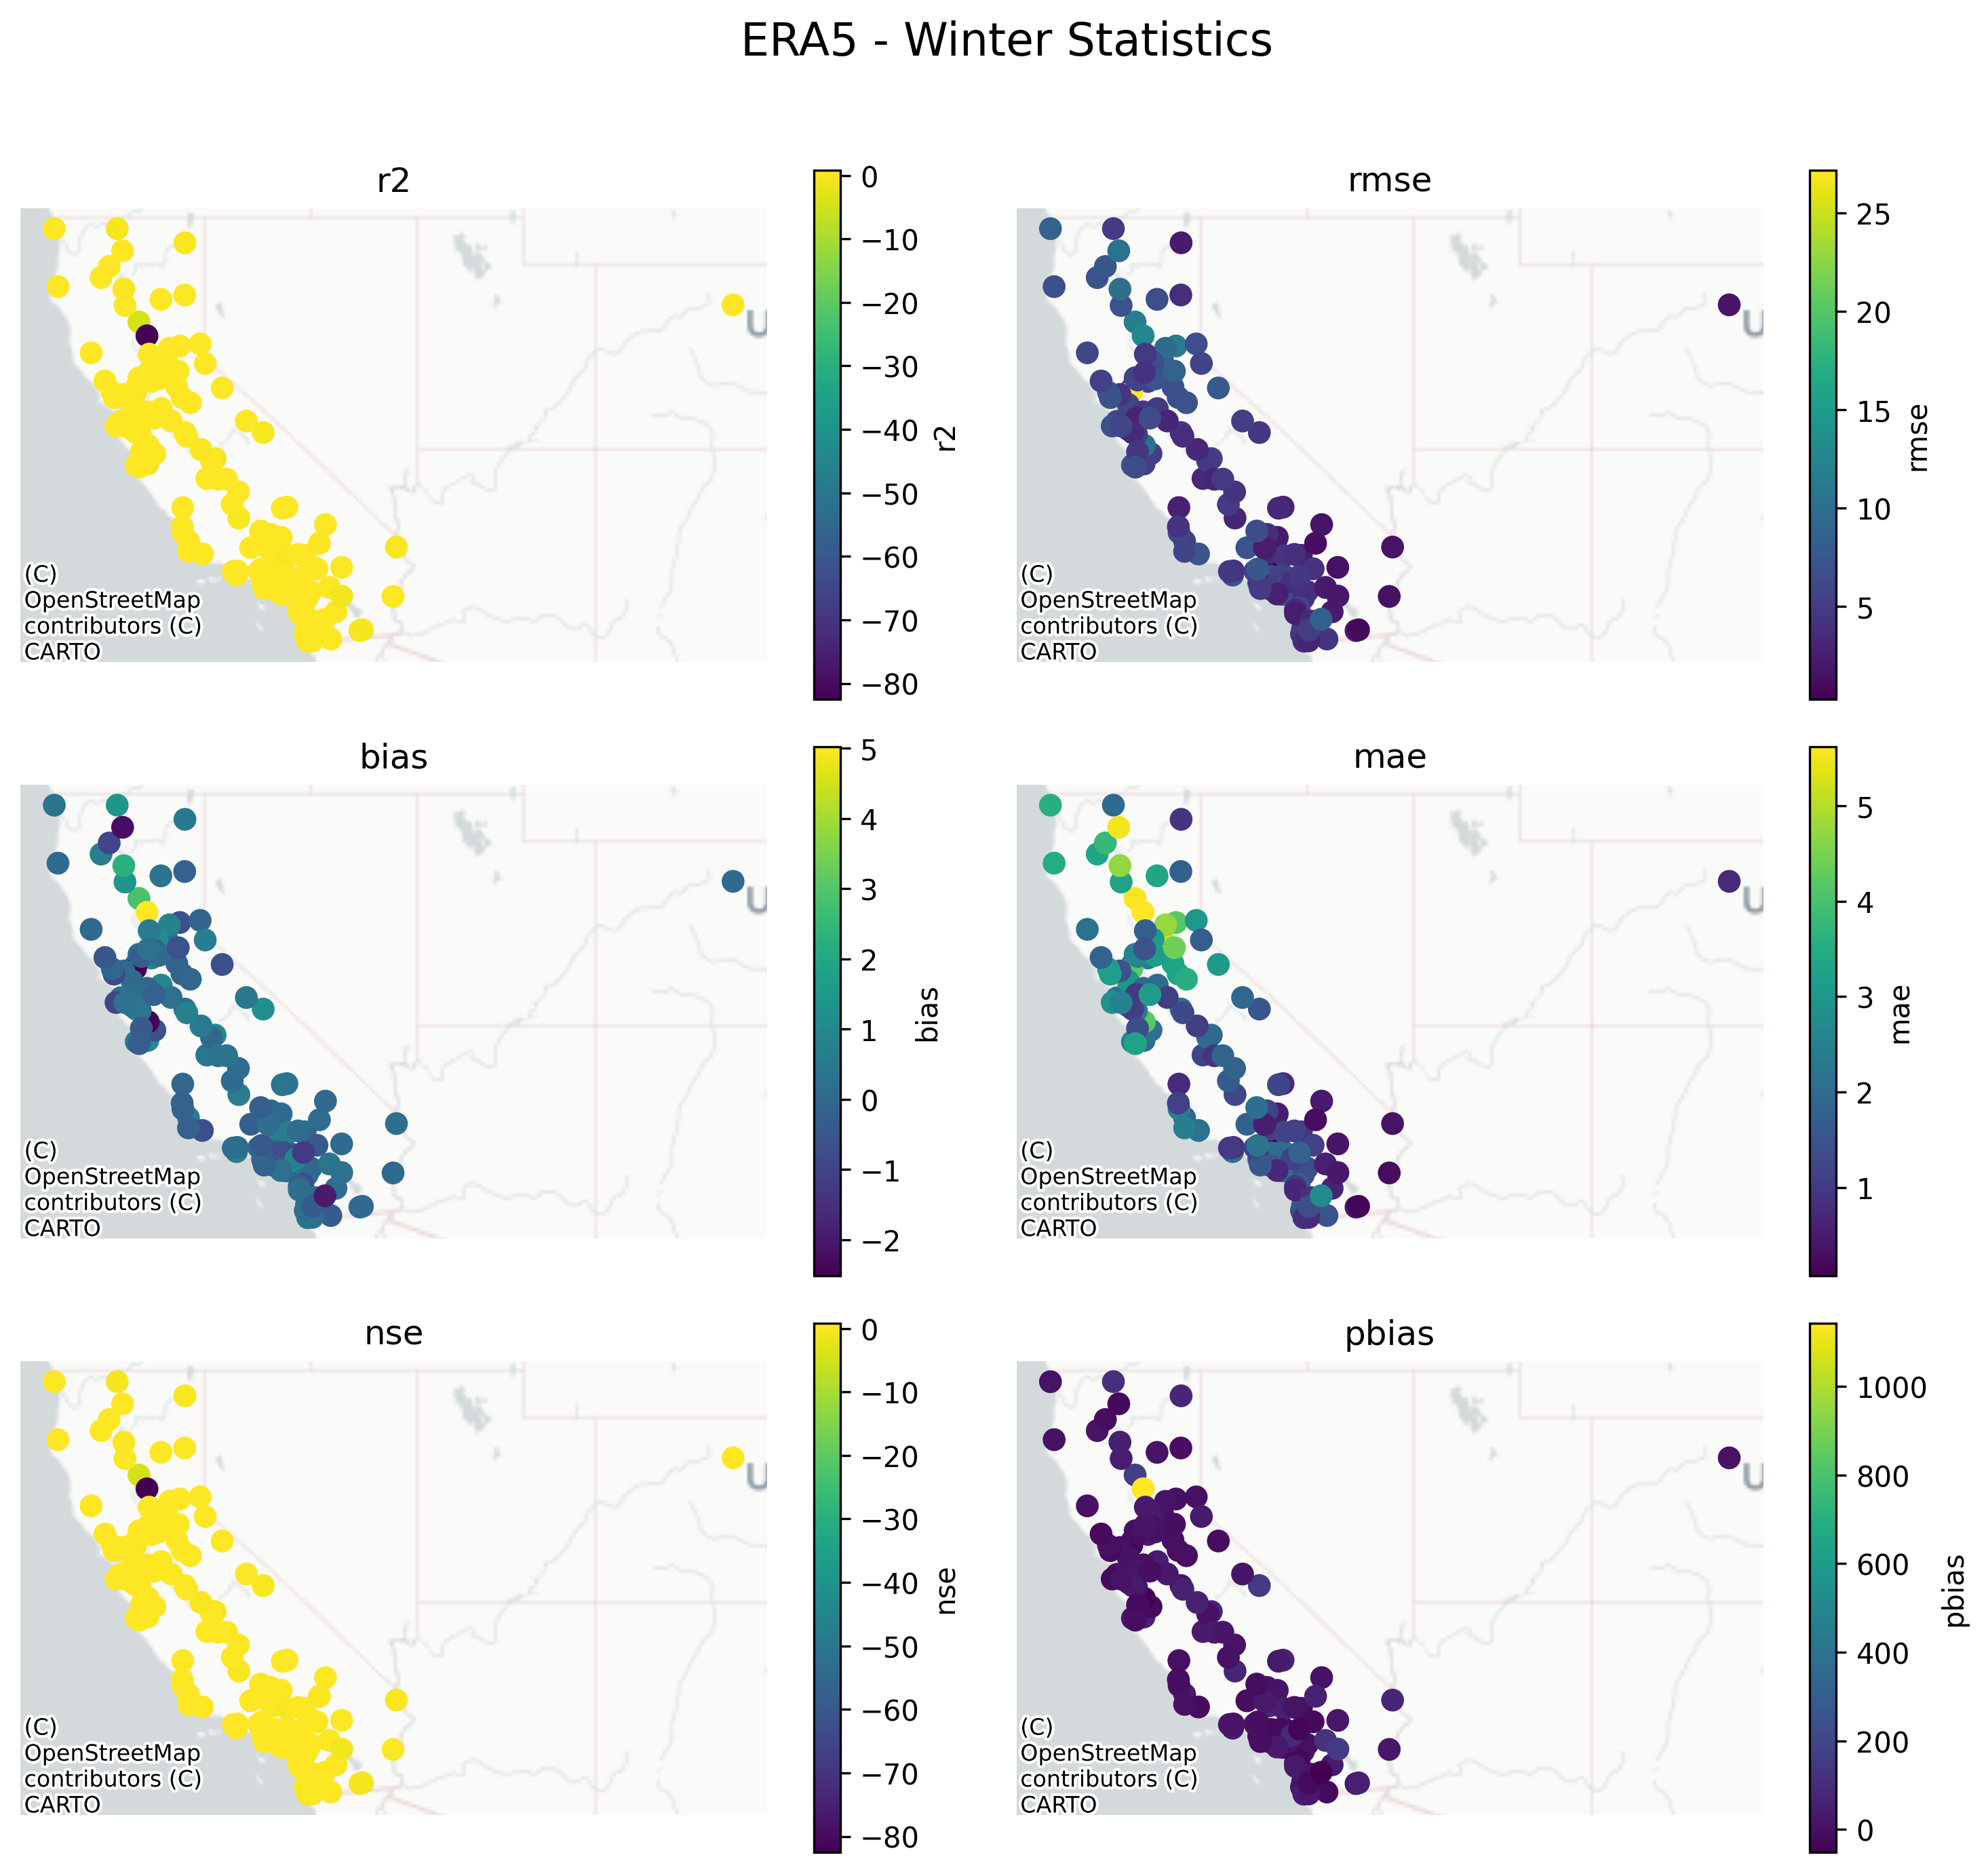 ERA5 - Winter Statistics
r2
(C)
OpenStreetMap
contributors (C)
CARTO
U
0
−10
−20
−30
−40
−50
−60
−70
−80
r2
rmse
(C)
OpenStreetMap
contributors (C)
CARTO
U
25
20
15
10
5
rmse
bias
(C)
OpenStreetMap
contributors (C)
CARTO
U
5
4
3
2
1
0
−1
−2
bias
mae
(C)
OpenStreetMap
contributors (C)
CARTO
U
5
4
3
2
1
mae
nse
(C)
OpenStreetMap
contributors (C)
CARTO
U
0
−10
−20
−30
−40
−50
−60
−70
−80
nse
pbias
(C)
OpenStreetMap
contributors (C)
CARTO
U
1000
800
600
400
200
0
pbias